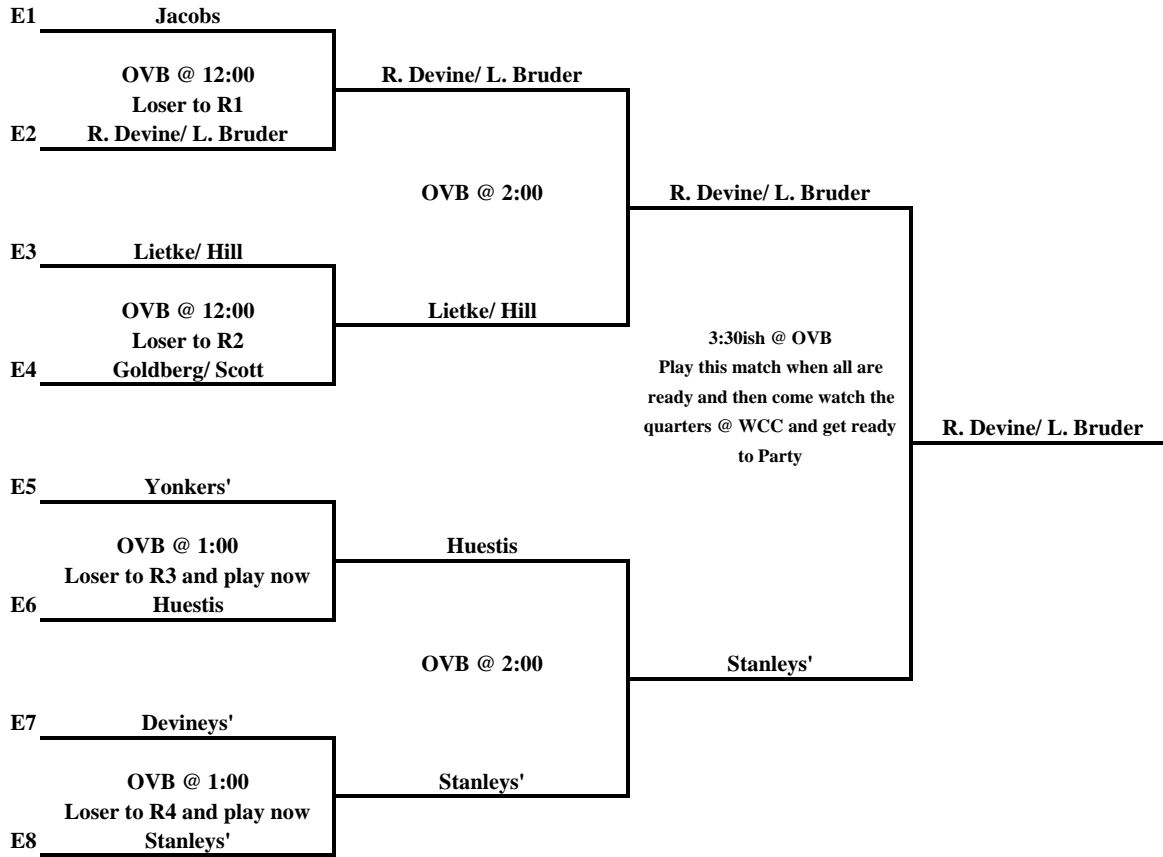 E1 Jacobs
OVB @ 12:00
R. Devine/ L. Bruder
Loser to R1
E2 R. Devine/ L. Bruder
OVB @ 2:00
R. Devine/ L. Bruder
E3 Lietke/ Hill
OVB @ 12:00
Lietke/ Hill
Loser to R2
E4 Goldberg/ Scott
3:30ish @ OVB
Play this match when all are
ready and then come watch the
quarters @ WCC and get ready
to Party
R. Devine/ L. Bruder
E5 Yonkers'
OVB @ 1:00
Huestis
Loser to R3 and play now
E6 Huestis
OVB @ 2:00
Stanleys'
E7 Devineys'
OVB @ 1:00
Stanleys'
Loser to R4 and play now
E8 Stanleys'